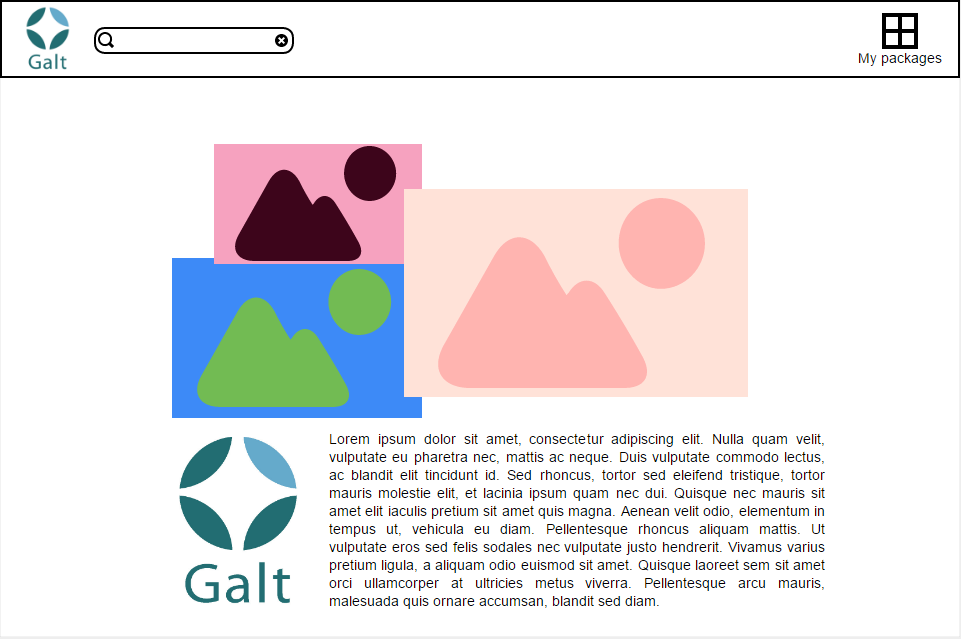 Galt
My packages
Lorem ipsum dolor sit amet, consectetur adipiscing elit. Nulla quam velit,
vulputate eu pharetra nec, mattis ac neque. Duis vulputate commodo lectus,
ac blandit elit tincidunt id. Sed rhoncus, tortor sed eleifend tristique, tortor
mauris molestie elit, et lacinia ipsum quam nec dui. Quisque nec mauris sit
amet elit iaculis pretium sit amet quis magna. Aenean velit odio, elementum in
tempus ut, vehicula eu diam. Pellentesque rhoncus aliquam mattis. Ut
vulputate eros sed felis sodales nec vulputate justo hendrerit. Vivamus varius
pretium ligula, a aliquam odio euismod sit amet. Quisque laoreet sem sit amet
orci ullamcorper at ultricies metus viverra. Pellentesque arcu mauris,
malesuada quis ornare accumsan, blandit sed diam.
Galt